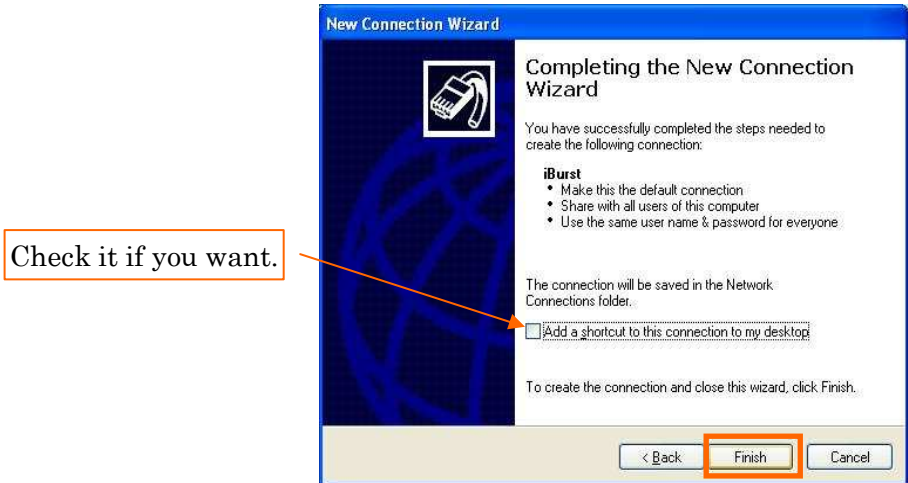 New Connection Wizard
Completing the New Connection
Wizard
You have successfully completed the steps needed to
create the following connection:
iBurst
• Make this the default connection
• Share with all users of this computer
• Use the same user name & password for everyone
Check it if you want.
The connection will be saved in the Network
Connections folder.
Add a shortcut to this connection to my desktop
To create the connection and close this wizard, click Finish.
< Back
Finish
Cancel